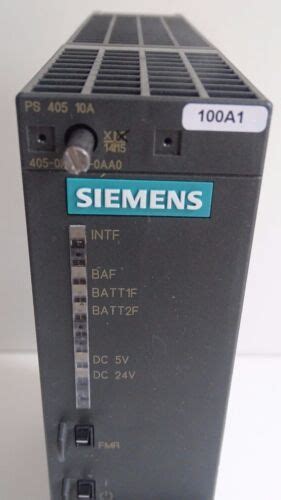 PS 405 10A
100A1
SIEMENS
INTF
BAF
BATT1F
BATT2F
DC 5V
DC 24V
FMR